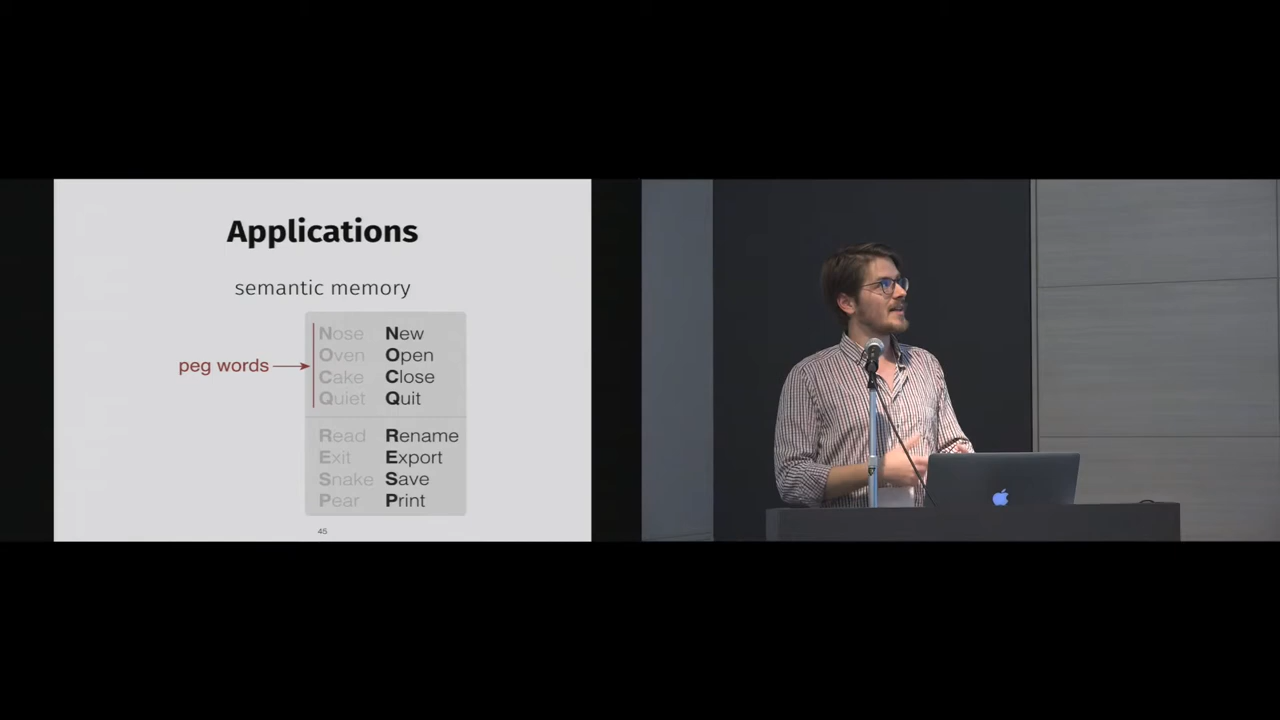 Applications
semantic memory
peg words
Nose New
Oven Open
Cake Close
Quiet Quit
Read Rename
Exit Export
Snake Save
Pear Print
45